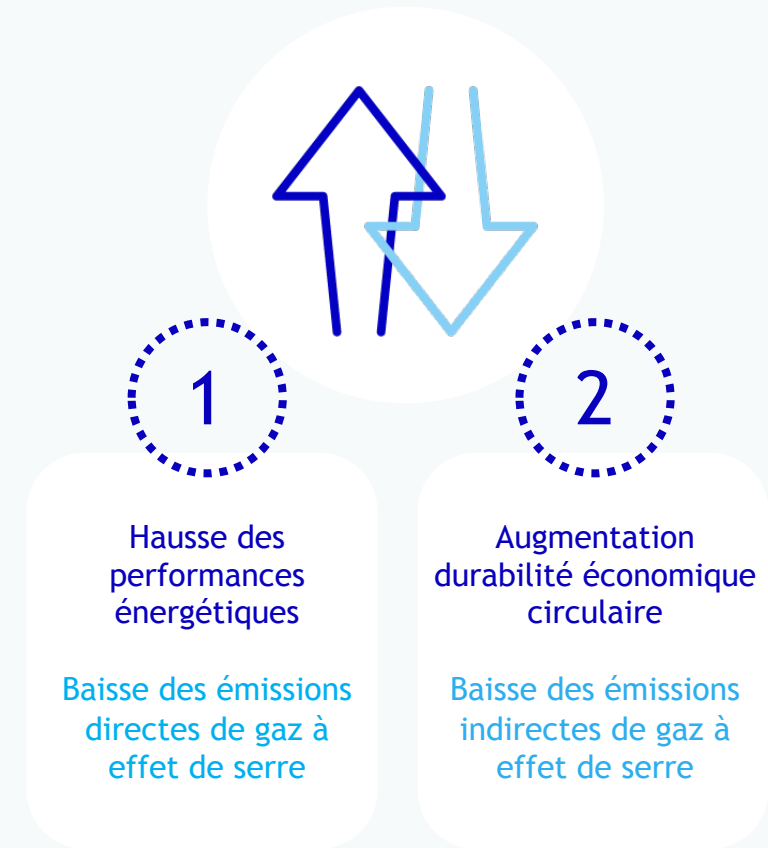 1
Hausse des
performances
énergétiques
Baisse des émissions
directes de gaz à
effet de serre
2
Augmentation
durabilité économique
circulaire
Baisse des émissions
indirectes de gaz à
effet de serre